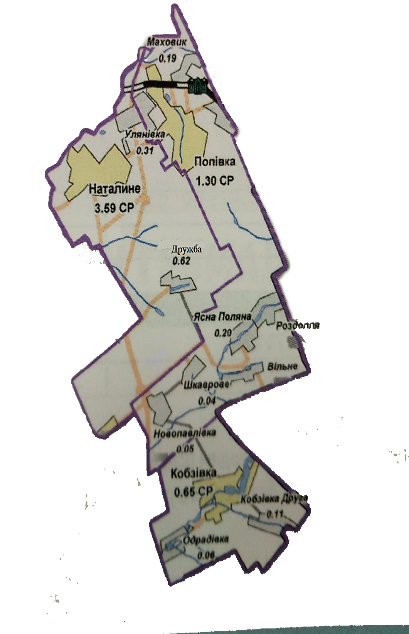 Маховик
0.19
Улянівка
0.31
Попівка
1.30 СР
Наталине
3.59 СР
Дружба
0.62
Ясна Поляна
0.20
Роздолля
Вільне
Шкаврове
0.04
Новопавлівка
0.05
Кобзівка
0.65 СР
Кобзівка Друга
0.11
Одрадівка
0.06